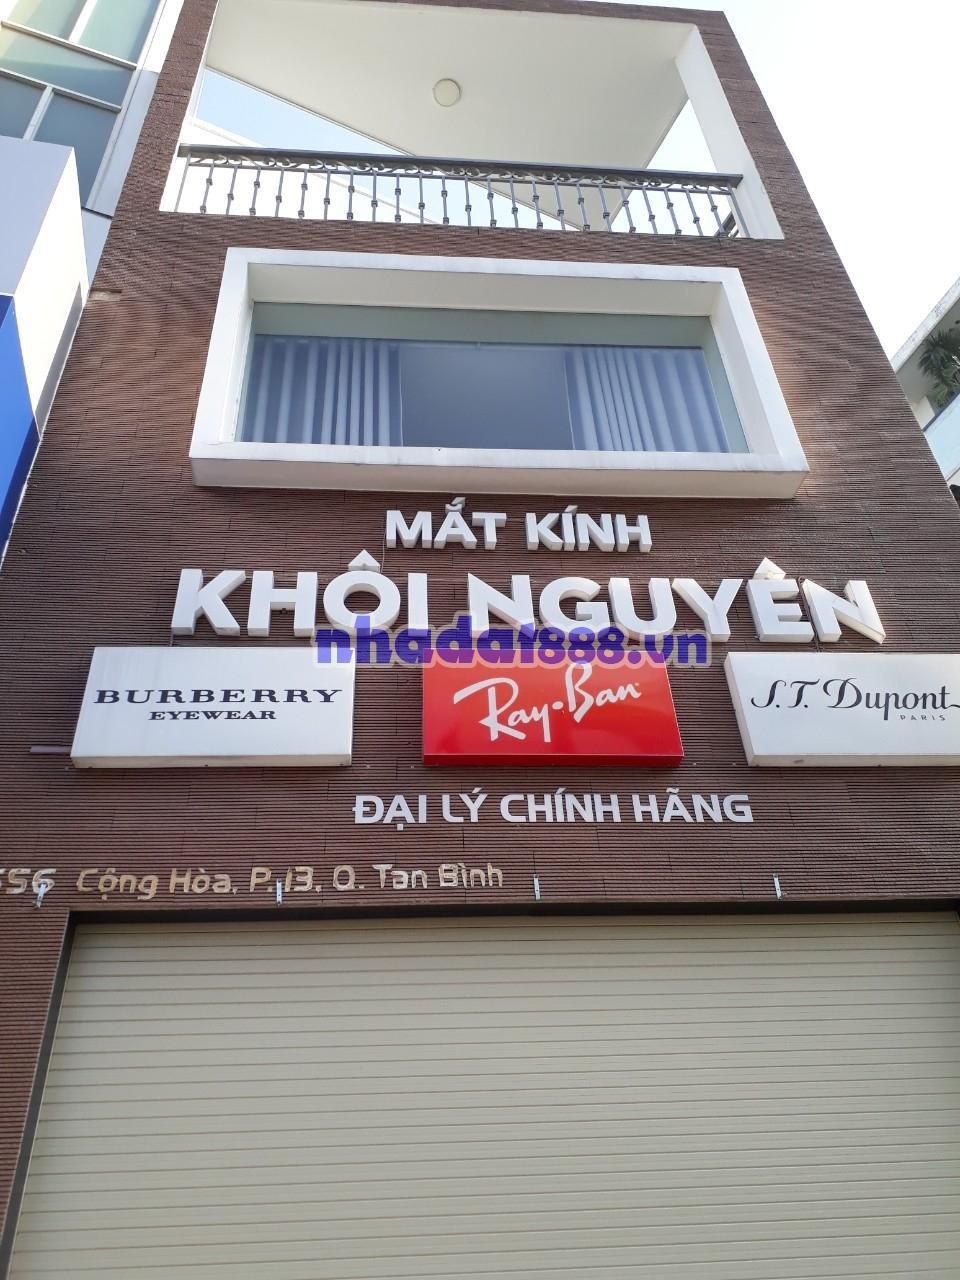 MẮT KÍNH
KHÔI NGUYÊN
nhadat888.vn
BURBERRY
EYEWEAR
Ray-Ban
S.T. Dupont
PARIS
ĐẠI LÝ CHÍNH HÃNG
Cộng Hòa, P.13, Q. Tan Bình